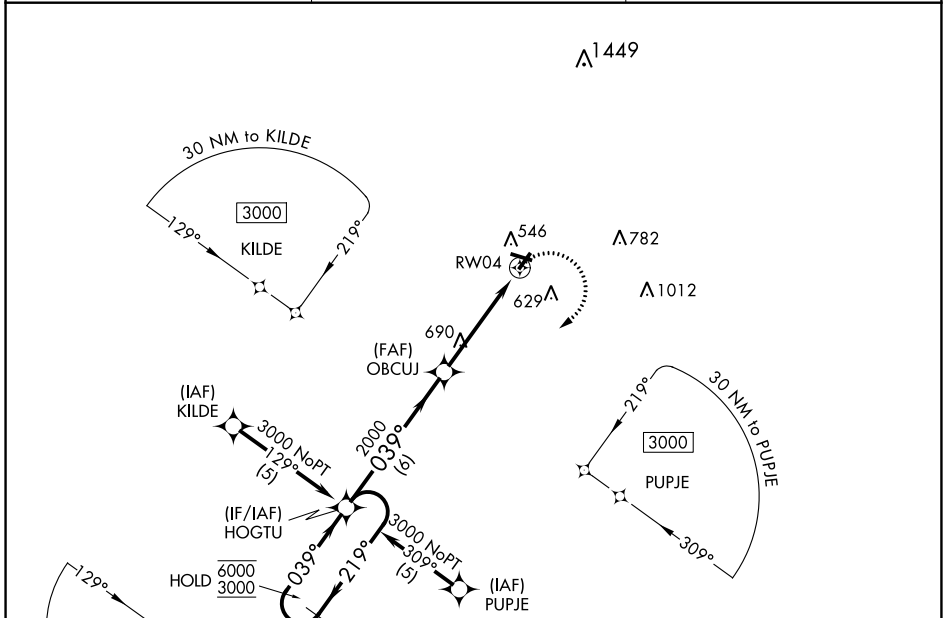 1449
30 NM to KILDE
3000
129°
219°
KILDE
546
782
RW04
629
1012
690
(FAF)
OBCUJ
30 NM to PUPJE
219°
3000
PUPJE
309°
(IAF)
KILDE
3000 NoPT
129°
(5)
2000
039°
(6)
(IF/IAF)
HOGTU
3000 NoPT
309°
(5)
039°
219°
HOLD
6000
3000
(IAF)
PUPJE
129°